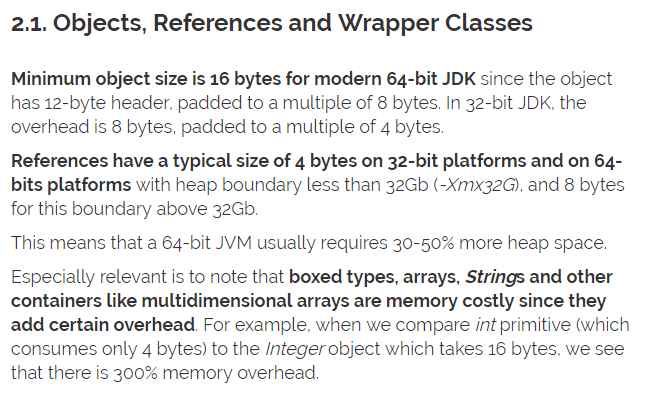 2.1. Objects, References and Wrapper Classes
Minimum object size is 16 bytes for modern 64-bit JDK since the object
has 12-byte header, padded to a multiple of 8 bytes. In 32-bit JDK, the
overhead is 8 bytes, padded to a multiple of 4 bytes.
References have a typical size of 4 bytes on 32-bit platforms and on 64-
bits platforms with heap boundary less than 32Gb (-Xmx32G), and 8 bytes
for this boundary above 32Gb.
This means that a 64-bit JVM usually requires 30-50% more heap space.
Especially relevant is to note that boxed types, arrays, Strings and other
containers like multidimensional arrays are memory costly since they
add certain overhead. For example, when we compare int primitive (which
consumes only 4 bytes) to the Integer object which takes 16 bytes, we see
that there is 300% memory overhead.